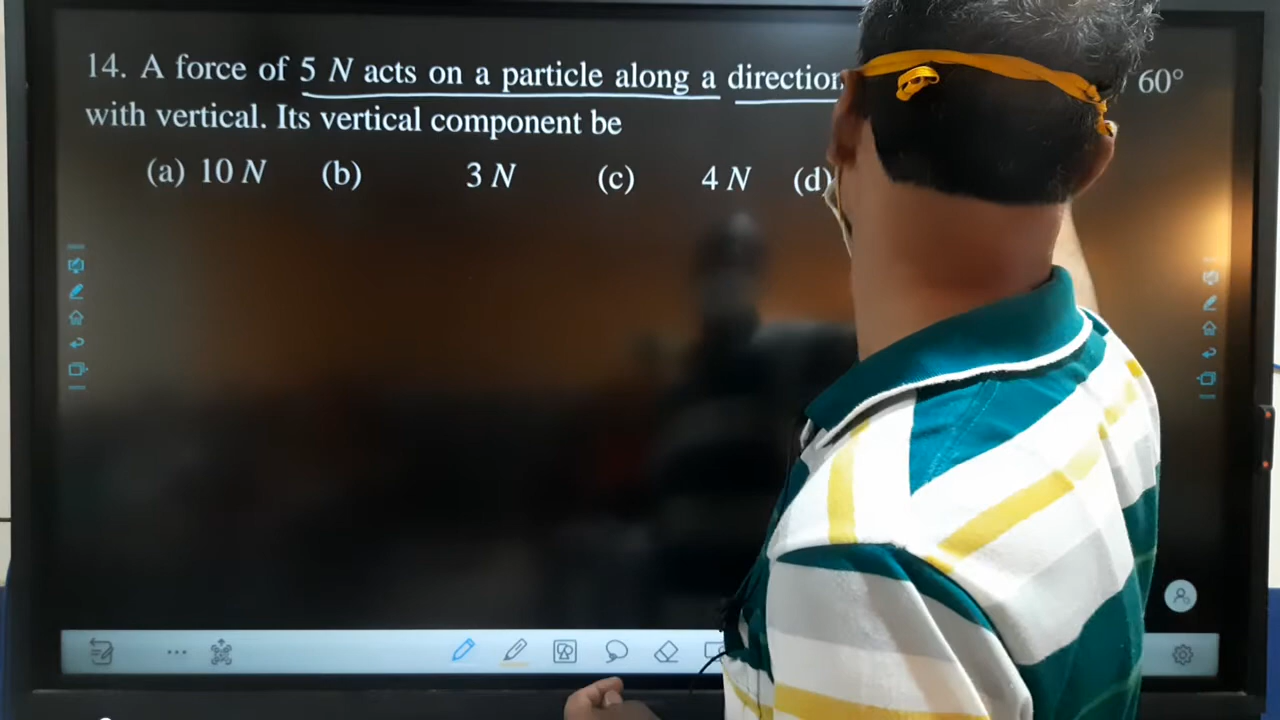 14. A force of 5 N acts on a particle along a direction 60°
with vertical. Its vertical component be
(a) 10 N (b) 3 N (c) 4 N (d)